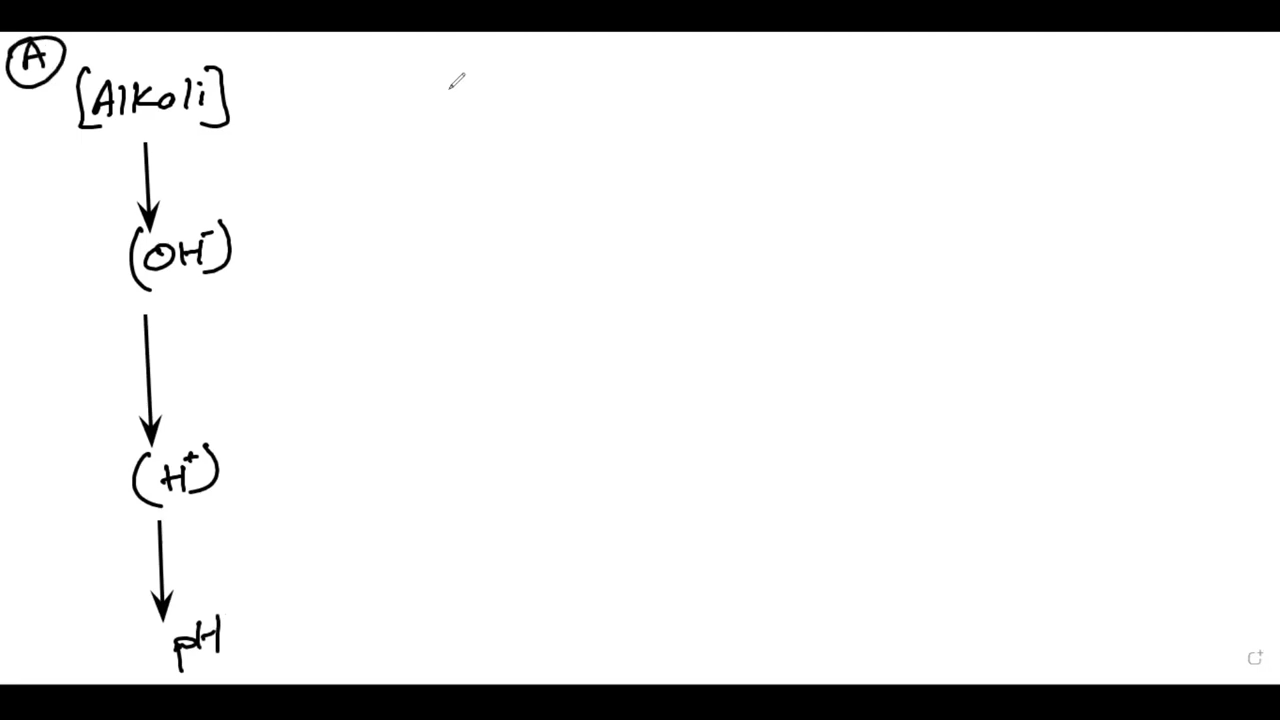 A
[Alkoli]
(OH⁻)
(H⁺)
pH